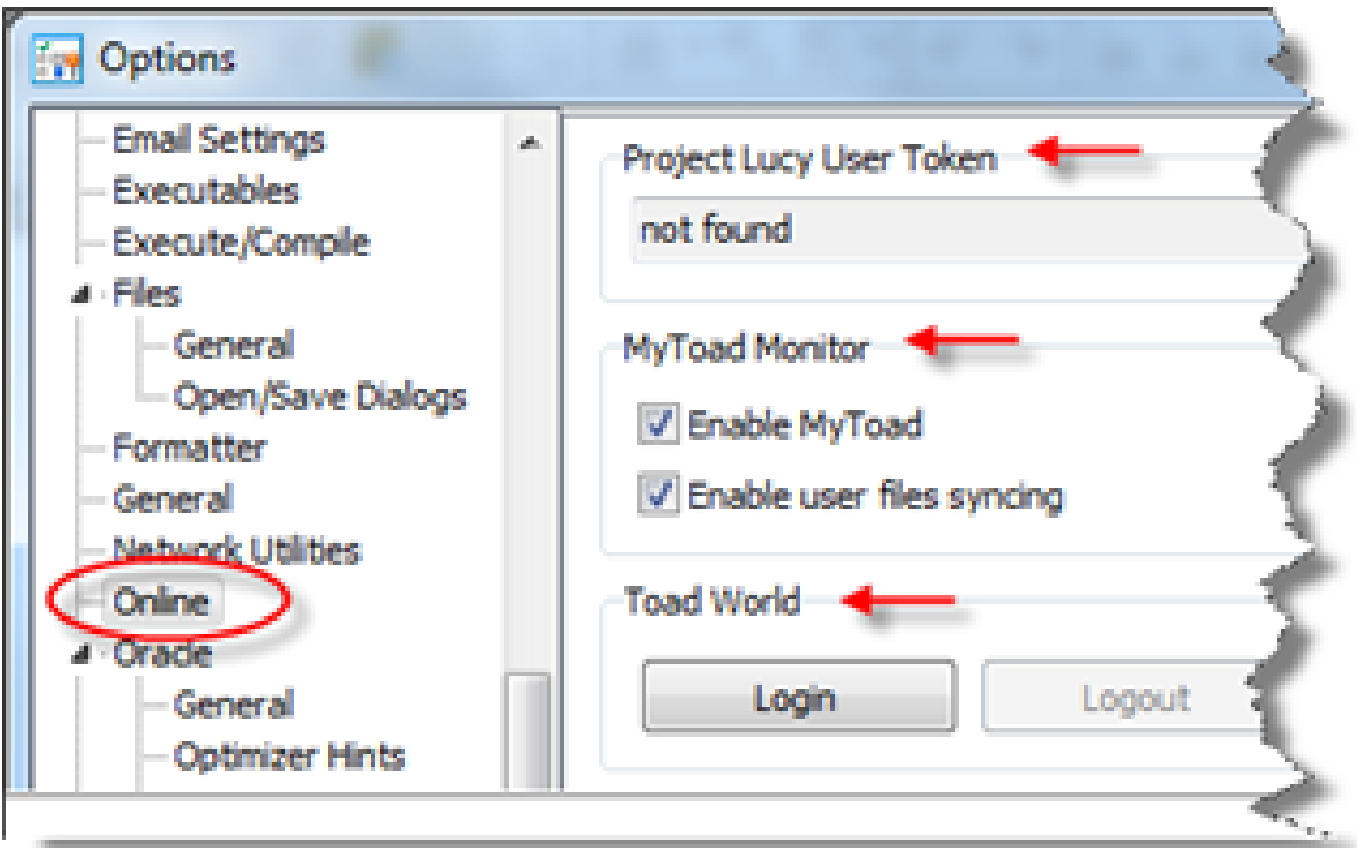 Options
Email Settings
Executables
Execute/Compile
Files
General
Open/Save Dialogs
Formatter
General
Network Utilities
Online
Oracle
General
Optimizer Hints
Project Lucy User Token
not found
MyToad Monitor
Enable MyToad
Enable user files syncing
Toad World
Login
Logout